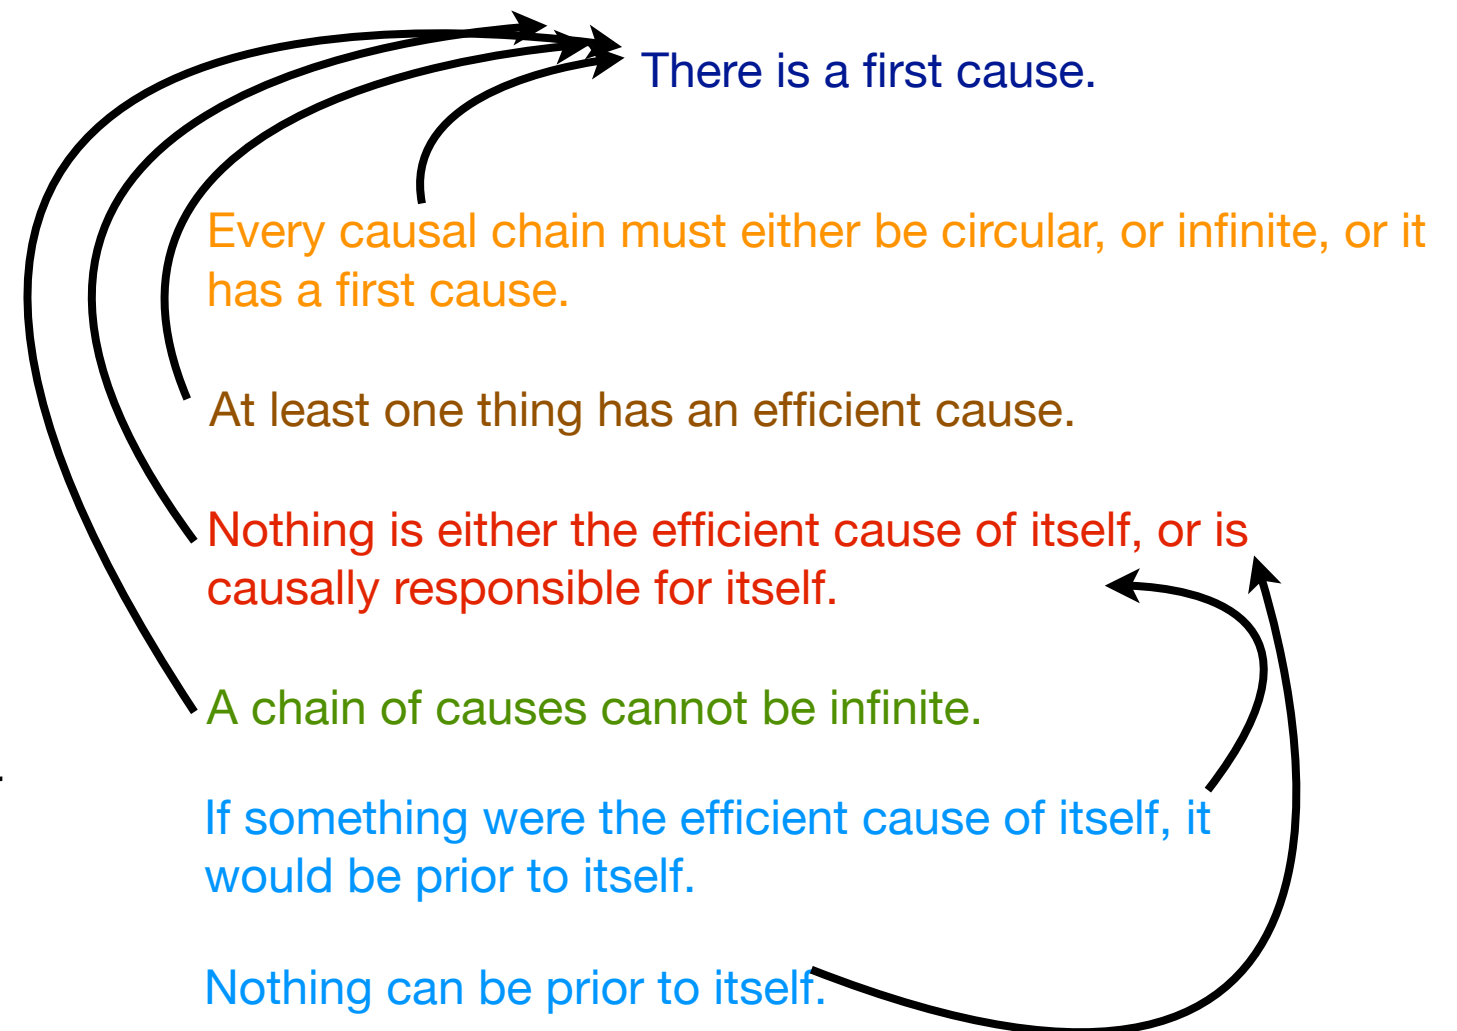 There is a first cause.
Every causal chain must either be circular, or infinite, or it
has a first cause.
At least one thing has an efficient cause.
Nothing is either the efficient cause of itself, or is
causally responsible for itself.
A chain of causes cannot be infinite.
If something were the efficient cause of itself, it
would be prior to itself.
Nothing can be prior to itself.